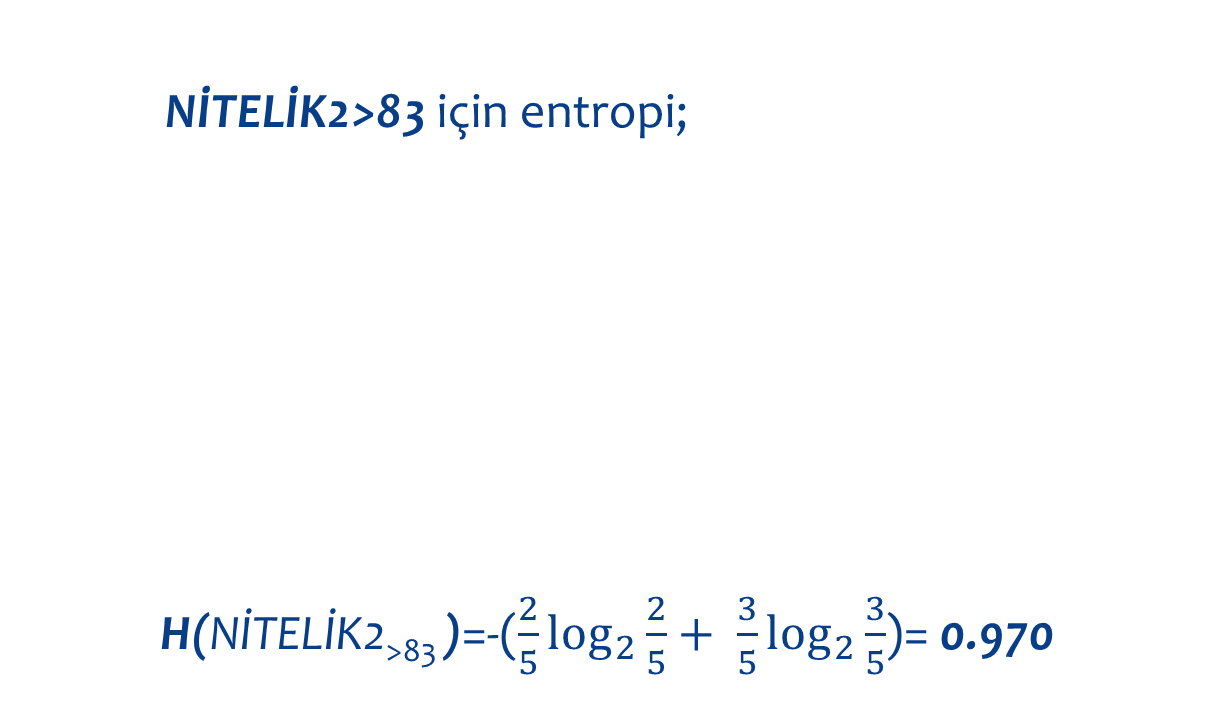 NİTELİK2>83 için entropi;
H(NİTELİK2>83 )=-(2/5 log2 2/5 + 3/5 log2 3/5)= 0.970